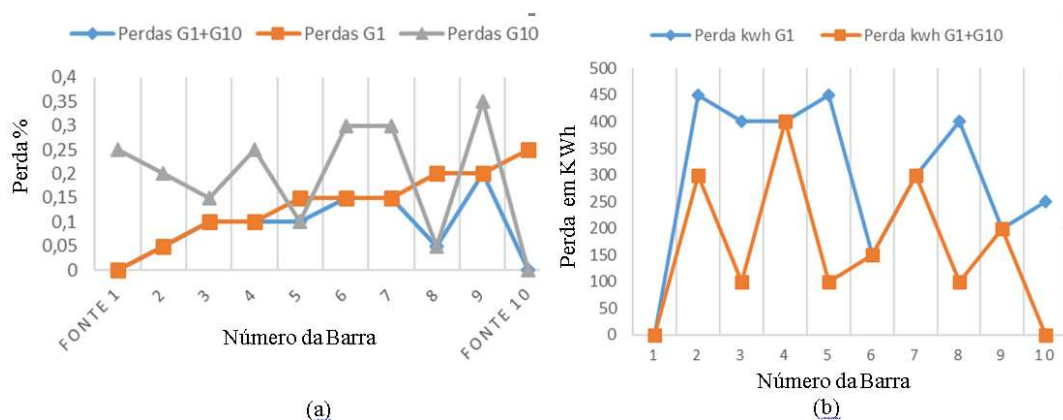 Perdas G1+G10 Perdas G1 Perdas G10
0,4
0,35
0,3
0,25
0,2
0,15
0,1
0,05
0
Perda %
FONTE 1 2 3 4 5 6 7 8 9 FONTE 10
Número da Barra
(a)
Perda kwh G1 Perda kwh G1+G10
500
450
400
350
300
250
200
150
100
50
0
Perda em KWh
1 2 3 4 5 6 7 8 9 10
Número da Barra
(b)